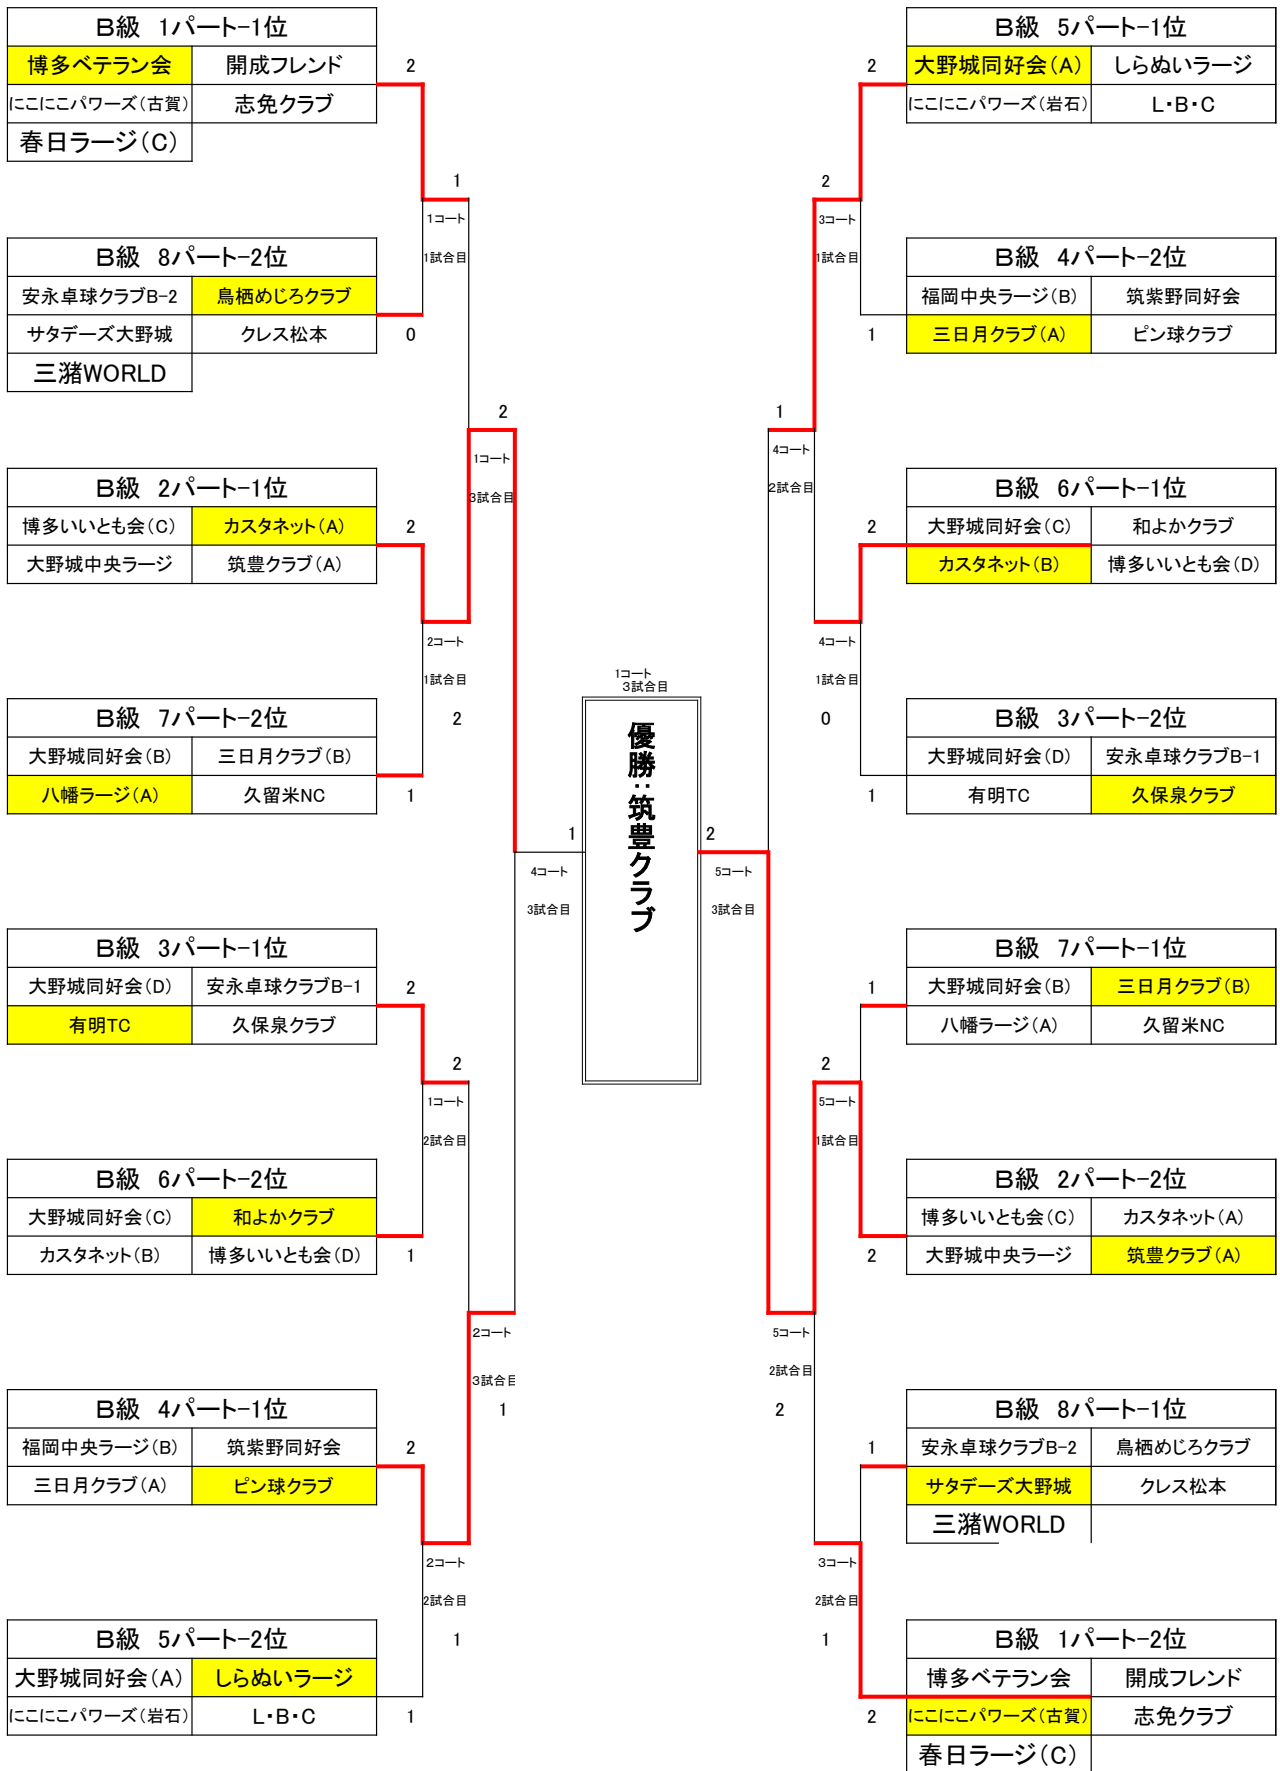 B級 1パート-1位
博多ベテラン会 開成フレンド 2
にこにこパワーズ(古賀) 志免クラブ
春日ラージ(C)
1
1コート
1試合目
B級 8パート-2位
安永卓球クラブB-2 鳥栖めじろクラブ
サタデーズ大野城 クレス松本 0
三潴WORLD
2
1コート
3試合目
B級 2パート-1位
博多いいとも会(C) カスタネット(A) 2
大野城中央ラージ 筑豊クラブ(A)
2コート
1試合目
2
B級 7パート-2位
大野城同好会(B) 三日月クラブ(B)
八幡ラージ(A) 久留米NC 1
1
4コート
3試合目
B級 3パート-1位
大野城同好会(D) 安永卓球クラブB-1 2
有明TC 久保泉クラブ
2
1コート
2試合目
B級 6パート-2位
大野城同好会(C) 和よかクラブ
カスタネット(B) 博多いいとも会(D) 1
2コート
3試合目
1
B級 4パート-1位
福岡中央ラージ(B) 筑紫野同好会 2
三日月クラブ(A) ピン球クラブ
2コート
2試合目
1
B級 5パート-2位
大野城同好会(A) しらぬいラージ
にこにこパワーズ(岩石) L・B・C 1
1コート
3試合目
優勝:筑豊クラブ
B級 5パート-1位
2 大野城同好会(A) しらぬいラージ
にこにこパワーズ(岩石) L・B・C
2
3コート
1試合目
B級 4パート-2位
福岡中央ラージ(B) 筑紫野同好会
1 三日月クラブ(A) ピン球クラブ
1
4コート
2試合目
B級 6パート-1位
2 大野城同好会(C) 和よかクラブ
カスタネット(B) 博多いいとも会(D)
4コート
1試合目
0
B級 3パート-2位
大野城同好会(D) 安永卓球クラブB-1
1 有明TC 久保泉クラブ
2
5コート
3試合目
B級 7パート-1位
1 大野城同好会(B) 三日月クラブ(B)
八幡ラージ(A) 久留米NC
2
5コート
1試合目
B級 2パート-2位
博多いいとも会(C) カスタネット(A)
2 大野城中央ラージ 筑豊クラブ(A)
5コート
2試合目
2
B級 8パート-1位
1 安永卓球クラブB-2 鳥栖めじろクラブ
サタデーズ大野城 クレス松本
三潴WORLD
3コート
2試合目
1
B級 1パート-2位
博多ベテラン会 開成フレンド
2 にこにこパワーズ(古賀) 志免クラブ
春日ラージ(C)